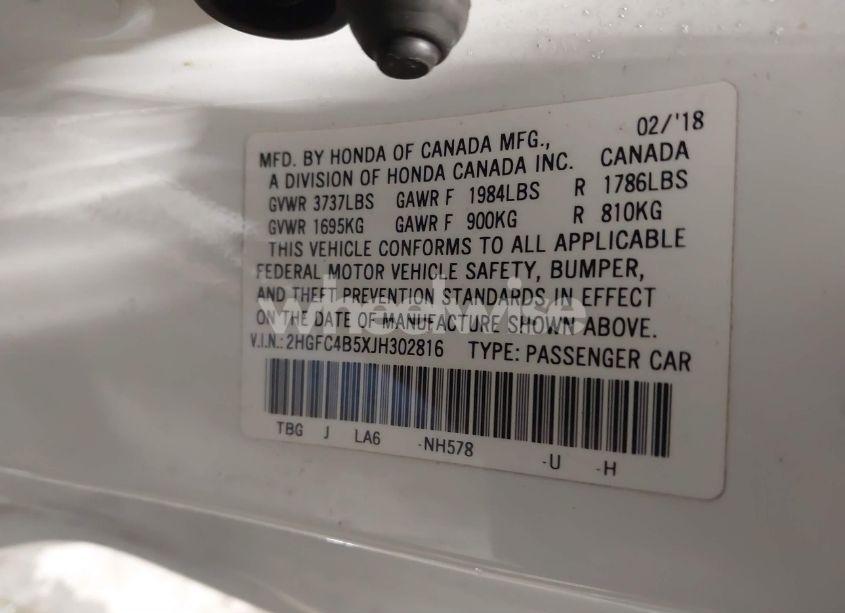 02/'18
MFD. BY HONDA OF CANADA MFG.,
A DIVISION OF HONDA CANADA INC. CANADA
GVWR 3737LBS GAWR F 1984LBS R 1786LBS
GVWR 1695KG GAWR F 900KG R 810KG
THIS VEHICLE CONFORMS TO ALL APPLICABLE
FEDERAL MOTOR VEHICLE SAFETY, BUMPER,
AND THEFT PREVENTION STANDARDS IN EFFECT
ON THE DATE OF MANUFACTURE SHOWN ABOVE.
wheelwise
V.I.N.: 2HGFC4B5XJH302816 TYPE: PASSENGER CAR
TBG J LA6 -NH578 -U -H